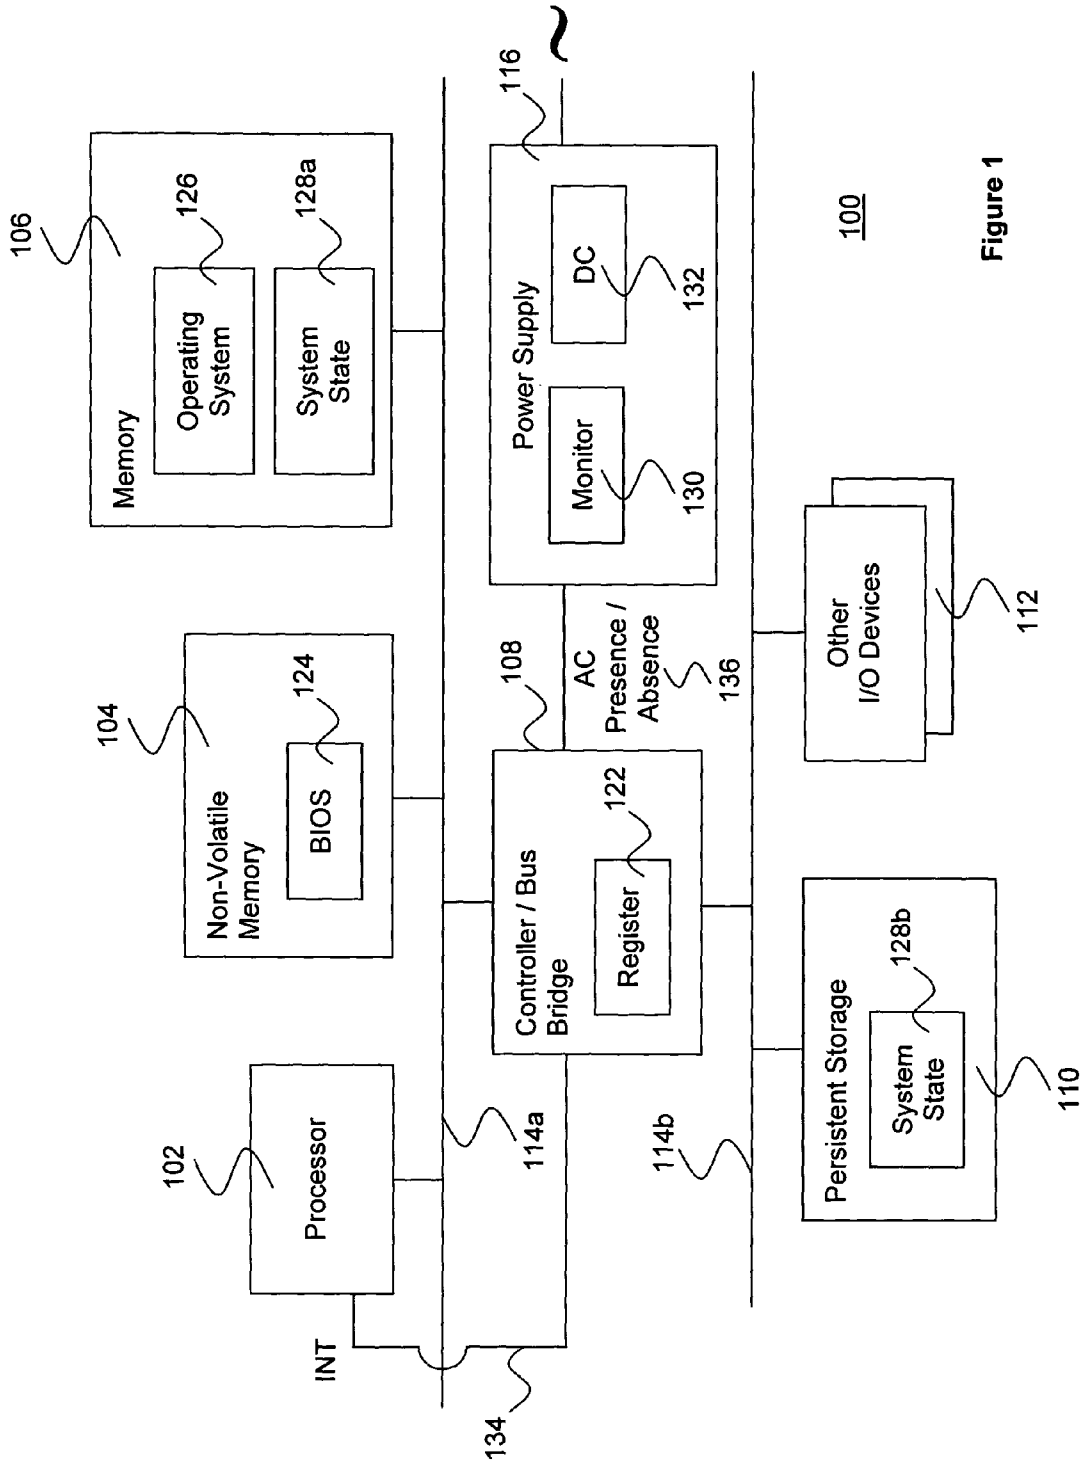 102
Processor
INT
104
Non-Volatile
Memory
124
BIOS
106
Memory
126
Operating
System
128a
System
State
114a
134
108
Controller / Bus
Bridge
122
Register
AC
Presence /
Absence
136
116
Power Supply
Monitor
130
DC
132
~
114b
Persistent Storage
128b
System
State
110
Other
I/O Devices
112
100
Figure 1